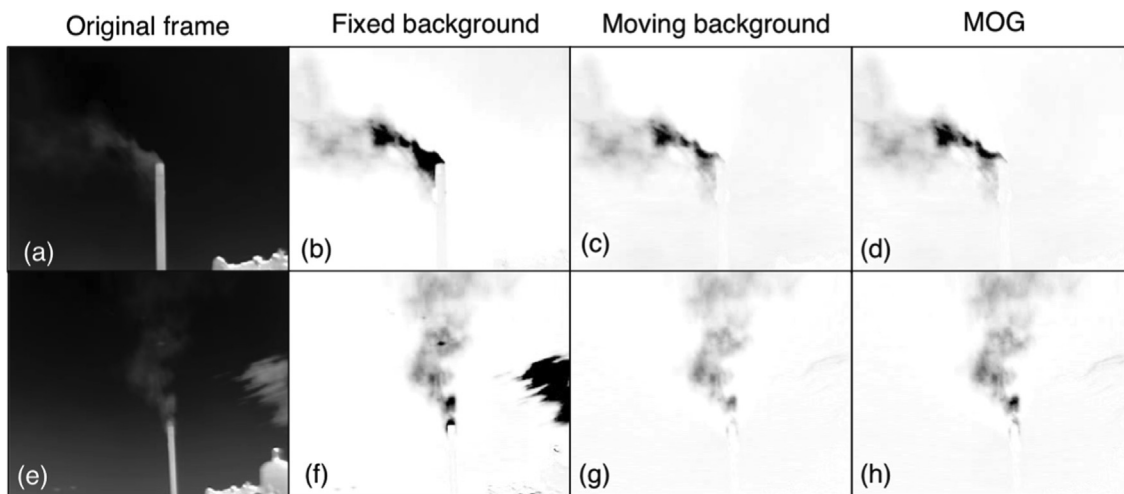 Original frame Fixed background Moving background MOG
(a) (b) (c) (d)
(e) (f) (g) (h)